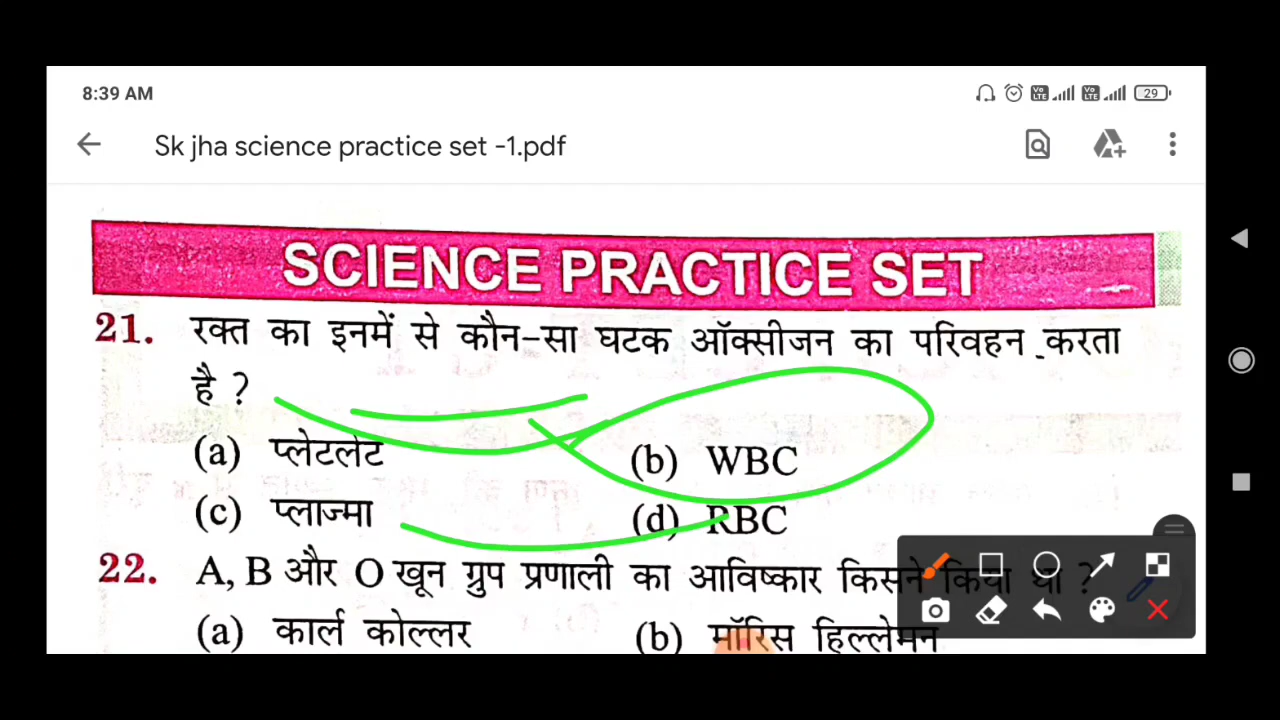 8:39 AM
29
Sk jha science practice set -1.pdf
SCIENCE PRACTICE SET
21. रक्त का इनमें से कौन-सा घटक ऑक्सीजन का परिवहन करता
है ?
(a) प्लेटलेट (b) WBC
(c) प्लाज्मा (d) RBC
22. A, B और O खून ग्रुप प्रणाली का आविष्कार किसने किया था ?
(a) कार्ल कोल्लर (b) मॉरिस हिल्लेमन